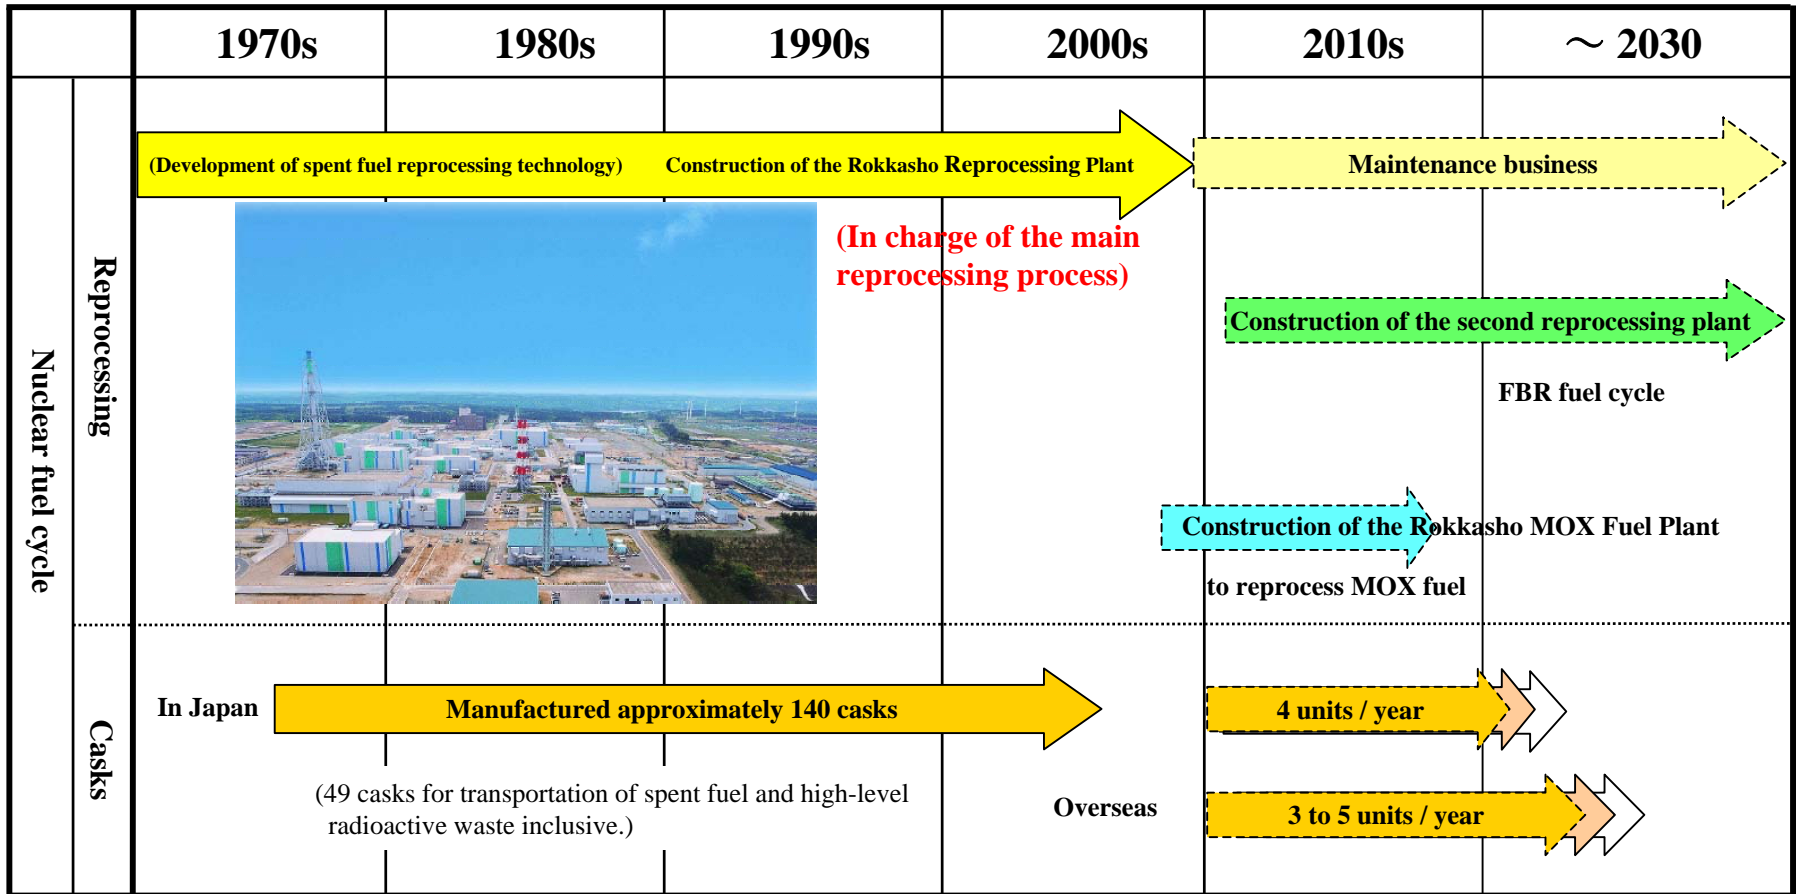 1970s 1980s 1990s 2000s 2010s ～ 2030
Nuclear fuel cycle
Reprocessing
(Development of spent fuel reprocessing technology) Construction of the Rokkasho Reprocessing Plant
Maintenance business
(In charge of the main
reprocessing process)
Construction of the second reprocessing plant
FBR fuel cycle
Construction of the Rokkasho MOX Fuel Plant
to reprocess MOX fuel
Casks
In Japan
Manufactured approximately 140 casks
4 units / year
(49 casks for transportation of spent fuel and high-level
radioactive waste inclusive.)
Overseas
3 to 5 units / year